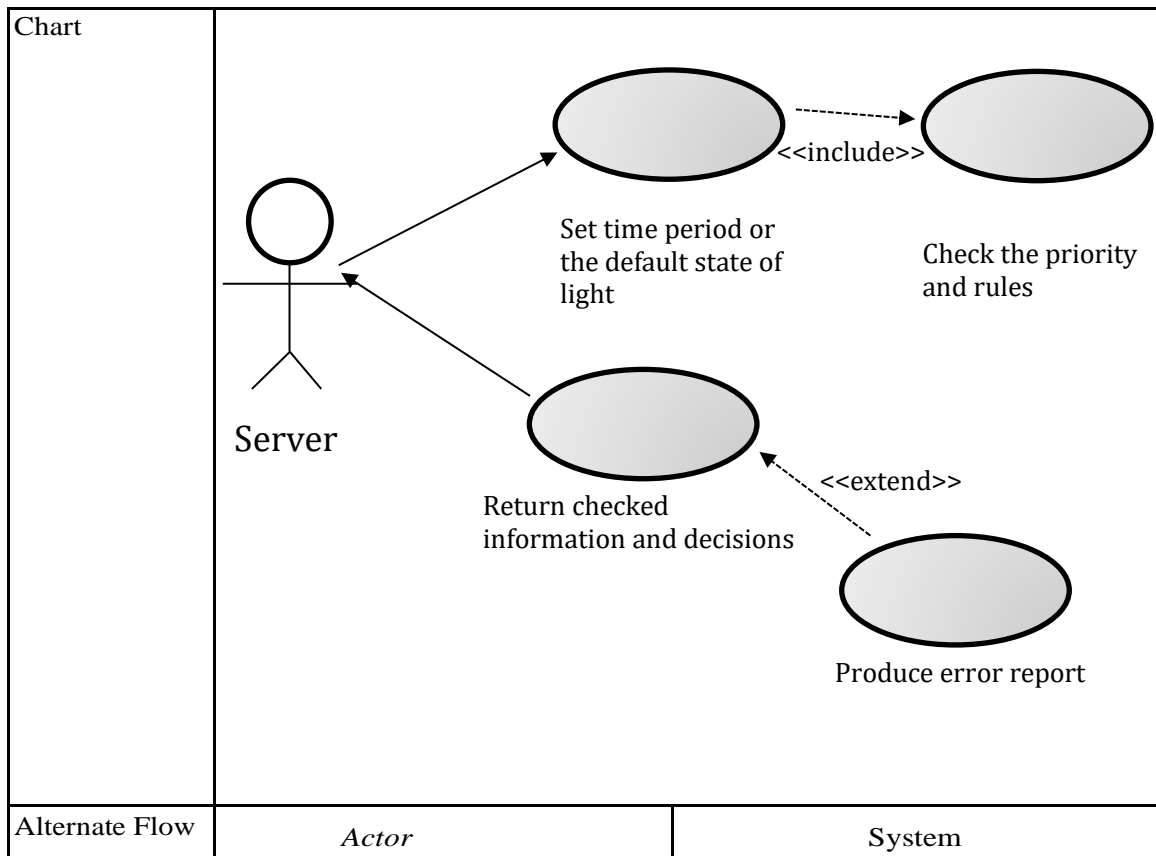 Chart
<<include>>
Set time period or
the default state of
light
Check the priority
and rules
Server
<<extend>>
Return checked
information and decisions
Produce error report
Alternate Flow
Actor
System